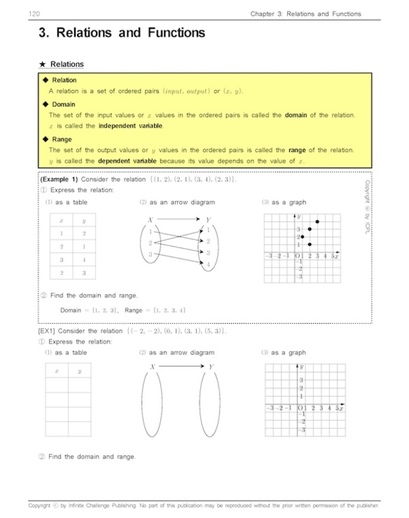 120
Chapter 3: Relations and Functions
3. Relations and Functions
★ Relations
◆ Relation
A relation is a set of ordered pairs (input, output) or (x, y).
◆ Domain
The set of the input values or x values in the ordered pairs is called the domain of the relation.
x is called the independent variable.
◆ Range
The set of the output values or y values in the ordered pairs is called the range of the relation.
y is called the dependent variable because its value depends on the value of x.
(Example 1) Consider the relation {(1, 2), (2, 1), (3, 4), (2, 3)}.
① Express the relation:
(1) as a table
(2) as an arrow diagram
(3) as a graph
x y
1 2
2 1
3 4
2 3
X Y
1 1
2 2
3 3
4
y
3
2
1
-3 -2 -1 O 1 2 3 4 5 x
-1
-2
-3
Copyright ⓒ by ICPL
② Find the domain and range.
Domain = {1, 2, 3}, Range = {1, 2, 3, 4}
[EX1] Consider the relation {(-2, -2), (0, 1), (3, 1), (5, 3)}.
① Express the relation:
(1) as a table
(2) as an arrow diagram
(3) as a graph
x y
X Y
y
3
2
1
-3 -2 -1 O 1 2 3 4 5 x
-1
-2
-3
② Find the domain and range.
Copyright ⓒ by Infinite Challenge Publishing. No part of this publication may be reproduced without the prior written permission of the publisher.